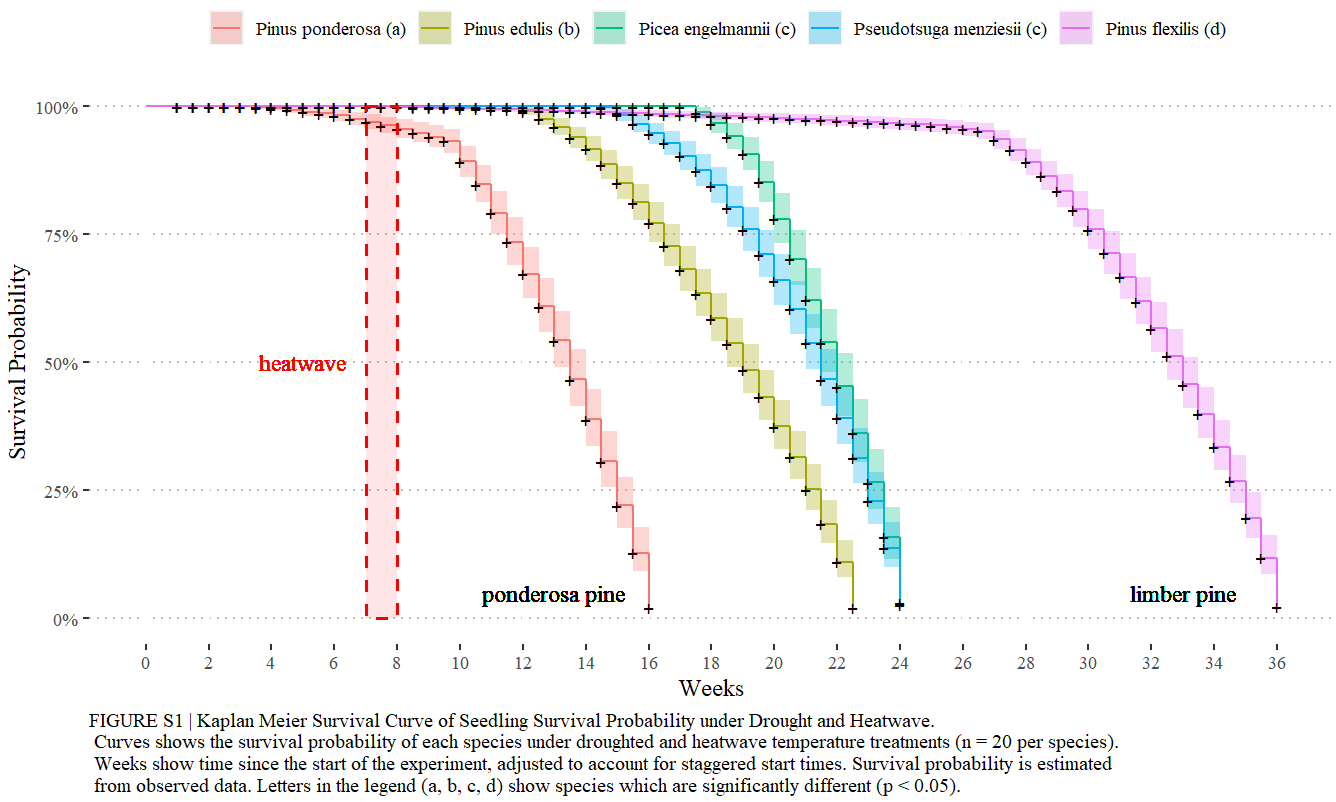 Pinus ponderosa (a) Pinus edulis (b) Picea engelmannii (c) Pseudotsuga menziesii (c) Pinus flexilis (d)
100%
75%
50%
25%
0%
Survival Probability
heatwave
ponderosa pine
limber pine
0 2 4 6 8 10 12 14 16 18 20 22 24 26 28 30 32 34 36
Weeks
FIGURE S1 | Kaplan Meier Survival Curve of Seedling Survival Probability under Drought and Heatwave.
Curves shows the survival probability of each species under droughted and heatwave temperature treatments (n = 20 per species).
Weeks show time since the start of the experiment, adjusted to account for staggered start times. Survival probability is estimated
from observed data. Letters in the legend (a, b, c, d) show species which are significantly different (p < 0.05).